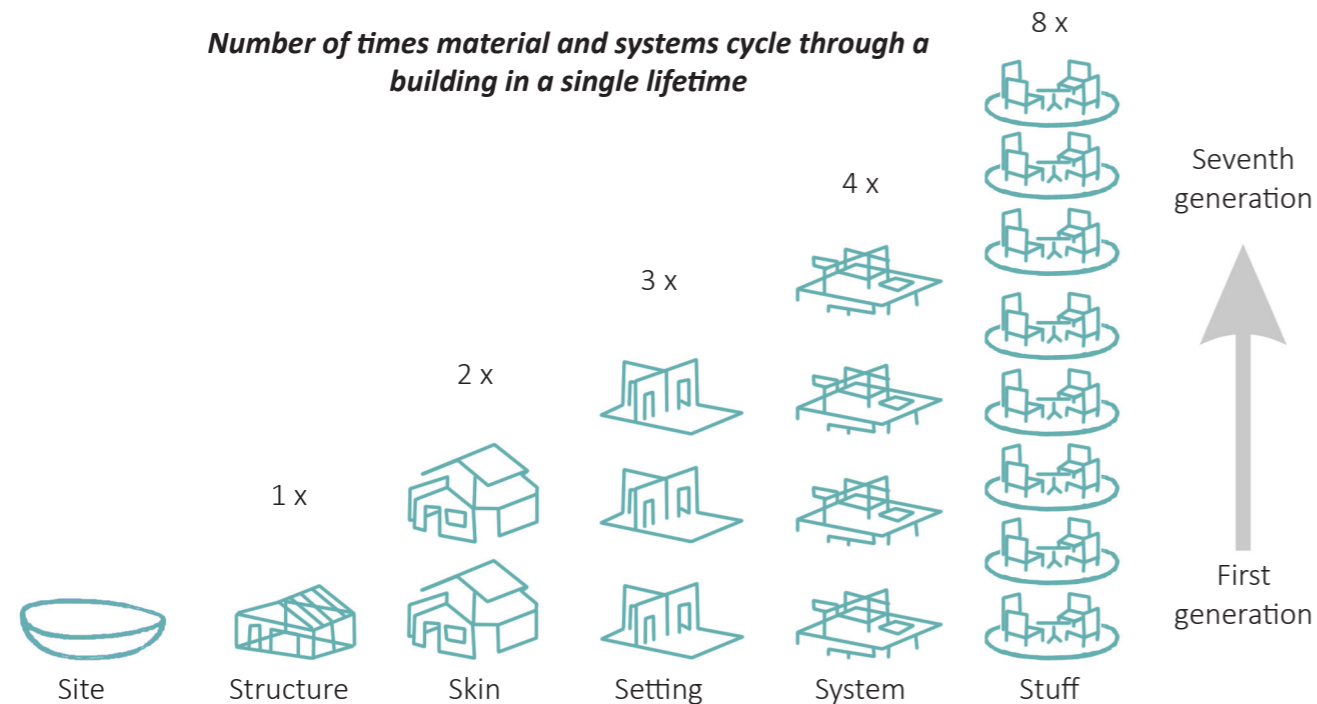 Number of times material and systems cycle through a
building in a single lifetime
8 x
4 x
3 x
2 x
1 x
Seventh
generation
First
generation
Site
Structure
Skin
Setting
System
Stuff